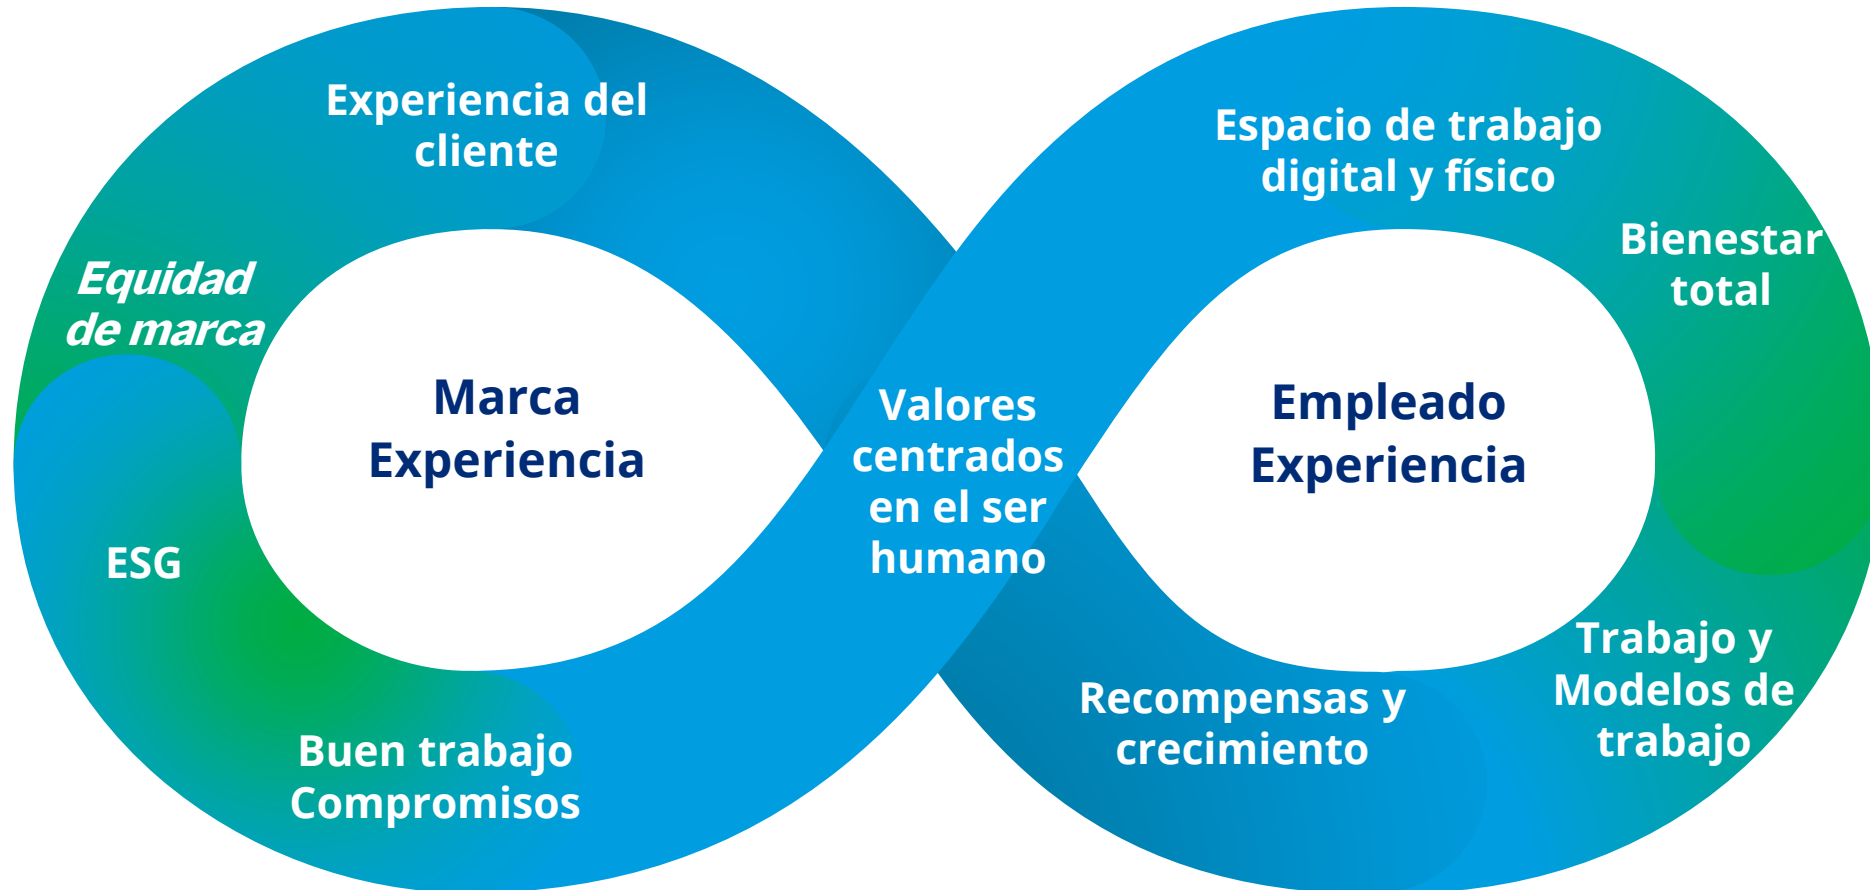 Experiencia del
cliente
Equidad
de marca
Marca
Experiencia
ESG
Buen trabajo
Compromisos
Valores
centrados
en el ser
humano
Espacio de trabajo
digital y físico
Bienestar
total
Empleado
Experiencia
Trabajo y
Modelos de
trabajo
Recompensas y
crecimiento